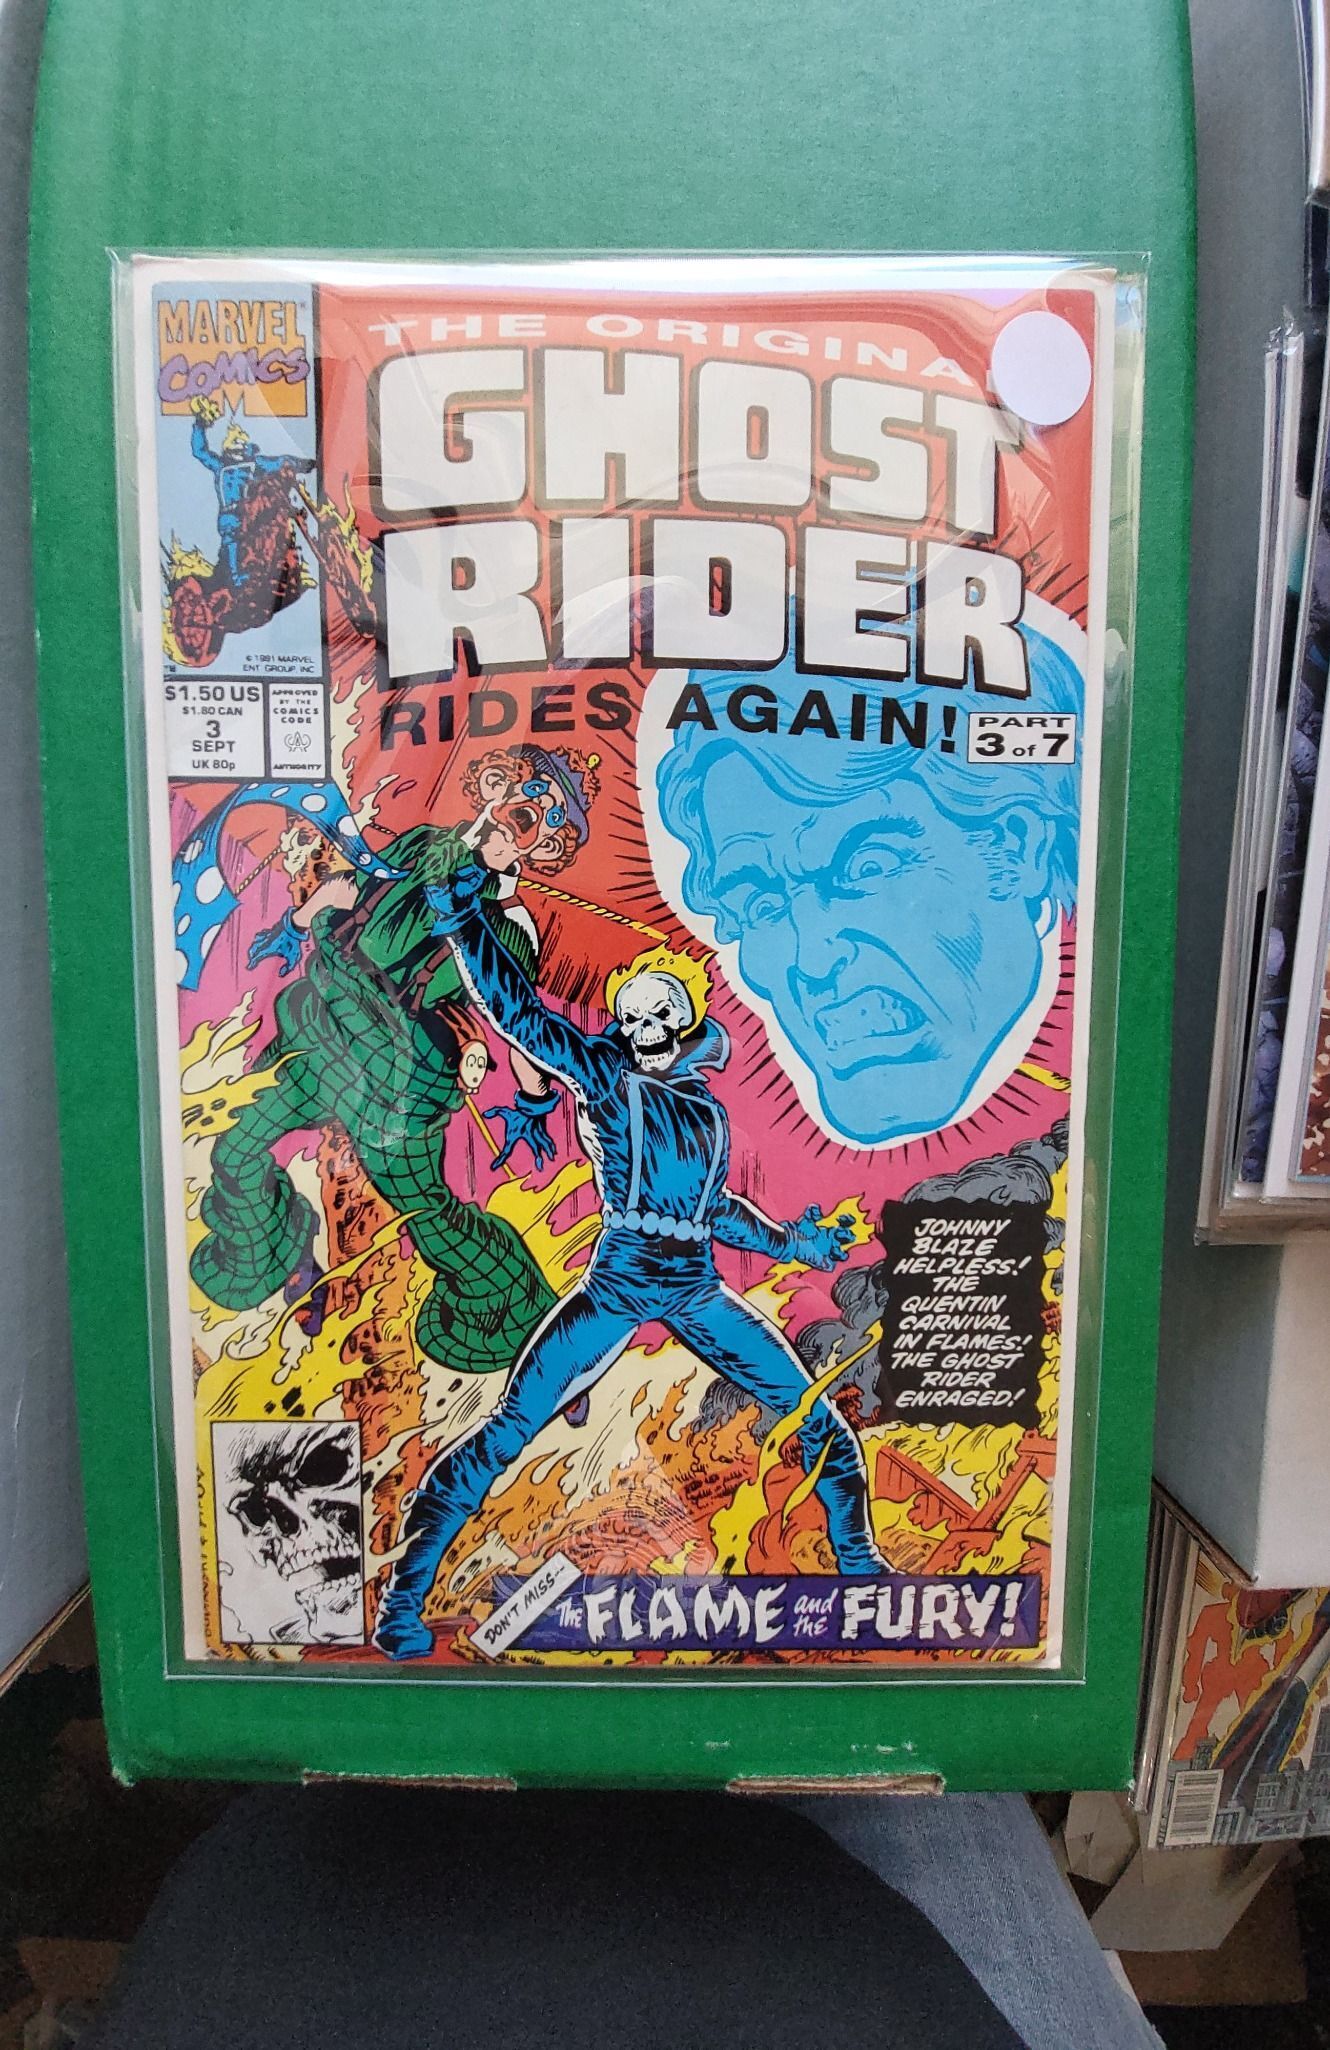 MARVEL
COMICS
M
© 1991 MARVEL
ENT. GROUP, INC
$1.50 US
$1.80 CAN
3
SEPT
UK 80p
APPROVED
BY THE
COMICS
CODE
AUTHORITY
THE ORIGINA
GHOST
RIDER
RIDES AGAIN!
PART
3 of 7
JOHNNY
BLAZE
HELPLESS!
THE
QUENTIN
CARNIVAL
IN FLAMES!
THE GHOST
RIDER
ENRAGED!
DON'T MISS...
The FLAME and the FURY!